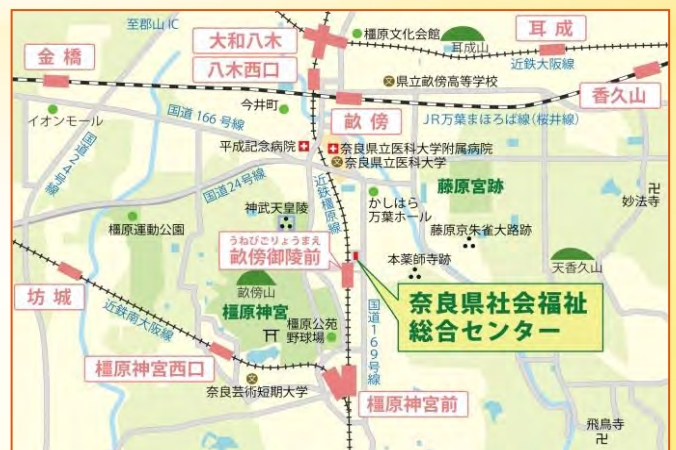 至郡山IC
大和八木
橿原文化会館
耳成山
耳成
近鉄大阪線
金橋
八木西口
県立畝傍高等学校
香久山
イオンモール
国道24号線
国道166号線
今井町
畝傍
JR万葉まほろば線(桜井線)
平成記念病院
奈良県立医科大学附属病院
奈良県立医科大学
国道24号線
近鉄橿原線
藤原宮跡
卍
妙法寺
神武天皇陵
かしはら
万葉ホール
橿原運動公園
藤原京朱雀大路跡
うねびごりょうまえ
畝傍御陵前
本薬師寺跡
天香久山
坊城
近鉄南大阪線
畝傍山
橿原神宮
橿原公苑
野球場
国道169号線
奈良県社会福祉
総合センター
橿原神宮西口
奈良芸術短期大学
橿原神宮前
飛鳥寺
卍